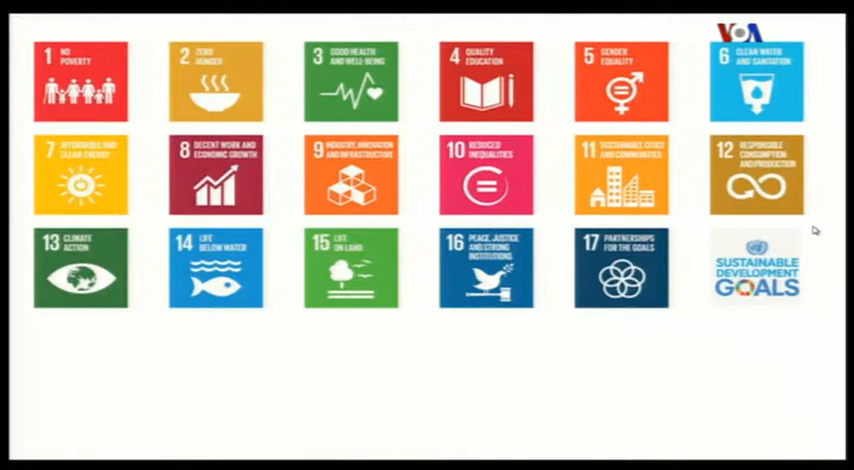 VOA
1 NO
POVERTY
2 ZERO
HUNGER
3 GOOD HEALTH
AND WELL-BEING
4 QUALITY
EDUCATION
5 GENDER
EQUALITY
6 CLEAN WATER
AND SANITATION
7 AFFORDABLE AND
CLEAN ENERGY
8 DECENT WORK AND
ECONOMIC GROWTH
9 INDUSTRY, INNOVATION
AND INFRASTRUCTURE
10 REDUCED
INEQUALITIES
11 SUSTAINABLE CITIES
AND COMMUNITIES
12 RESPONSIBLE
CONSUMPTION
AND PRODUCTION
13 CLIMATE
ACTION
14 LIFE
BELOW WATER
15 LIFE
ON LAND
16 PEACE, JUSTICE
AND STRONG
INSTITUTIONS
17 PARTNERSHIPS
FOR THE GOALS
SUSTAINABLE
DEVELOPMENT
GOALS